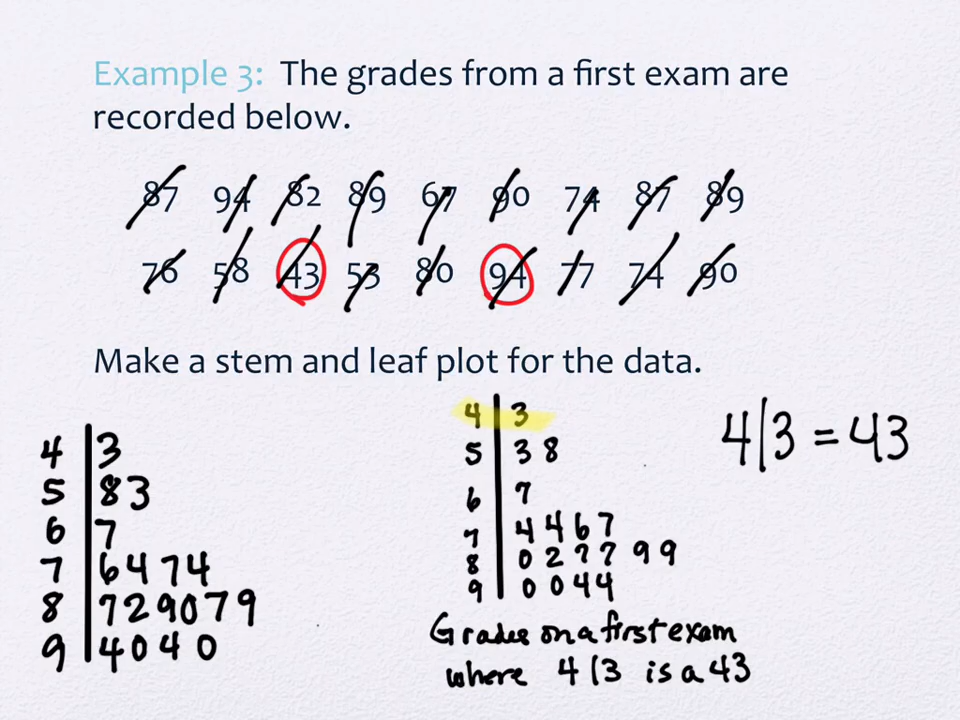 Example 3: The grades from a first exam are
recorded below.
87 94 82 89 67 90 74 87 89
76 58 43 53 80 94 77 74 90
Make a stem and leaf plot for the data.
4 | 3
5 | 8 3
6 | 7
7 | 6 4 7 4
8 | 7 2 9 0 7 9
9 | 4 0 4 0
4 | 3
5 | 3 8
6 | 7
7 | 4 4 6 7
8 | 0 2 7 7 9 9
9 | 0 0 4 4
Grades on a first exam
where 4 | 3 is a 43
4 | 3 = 43